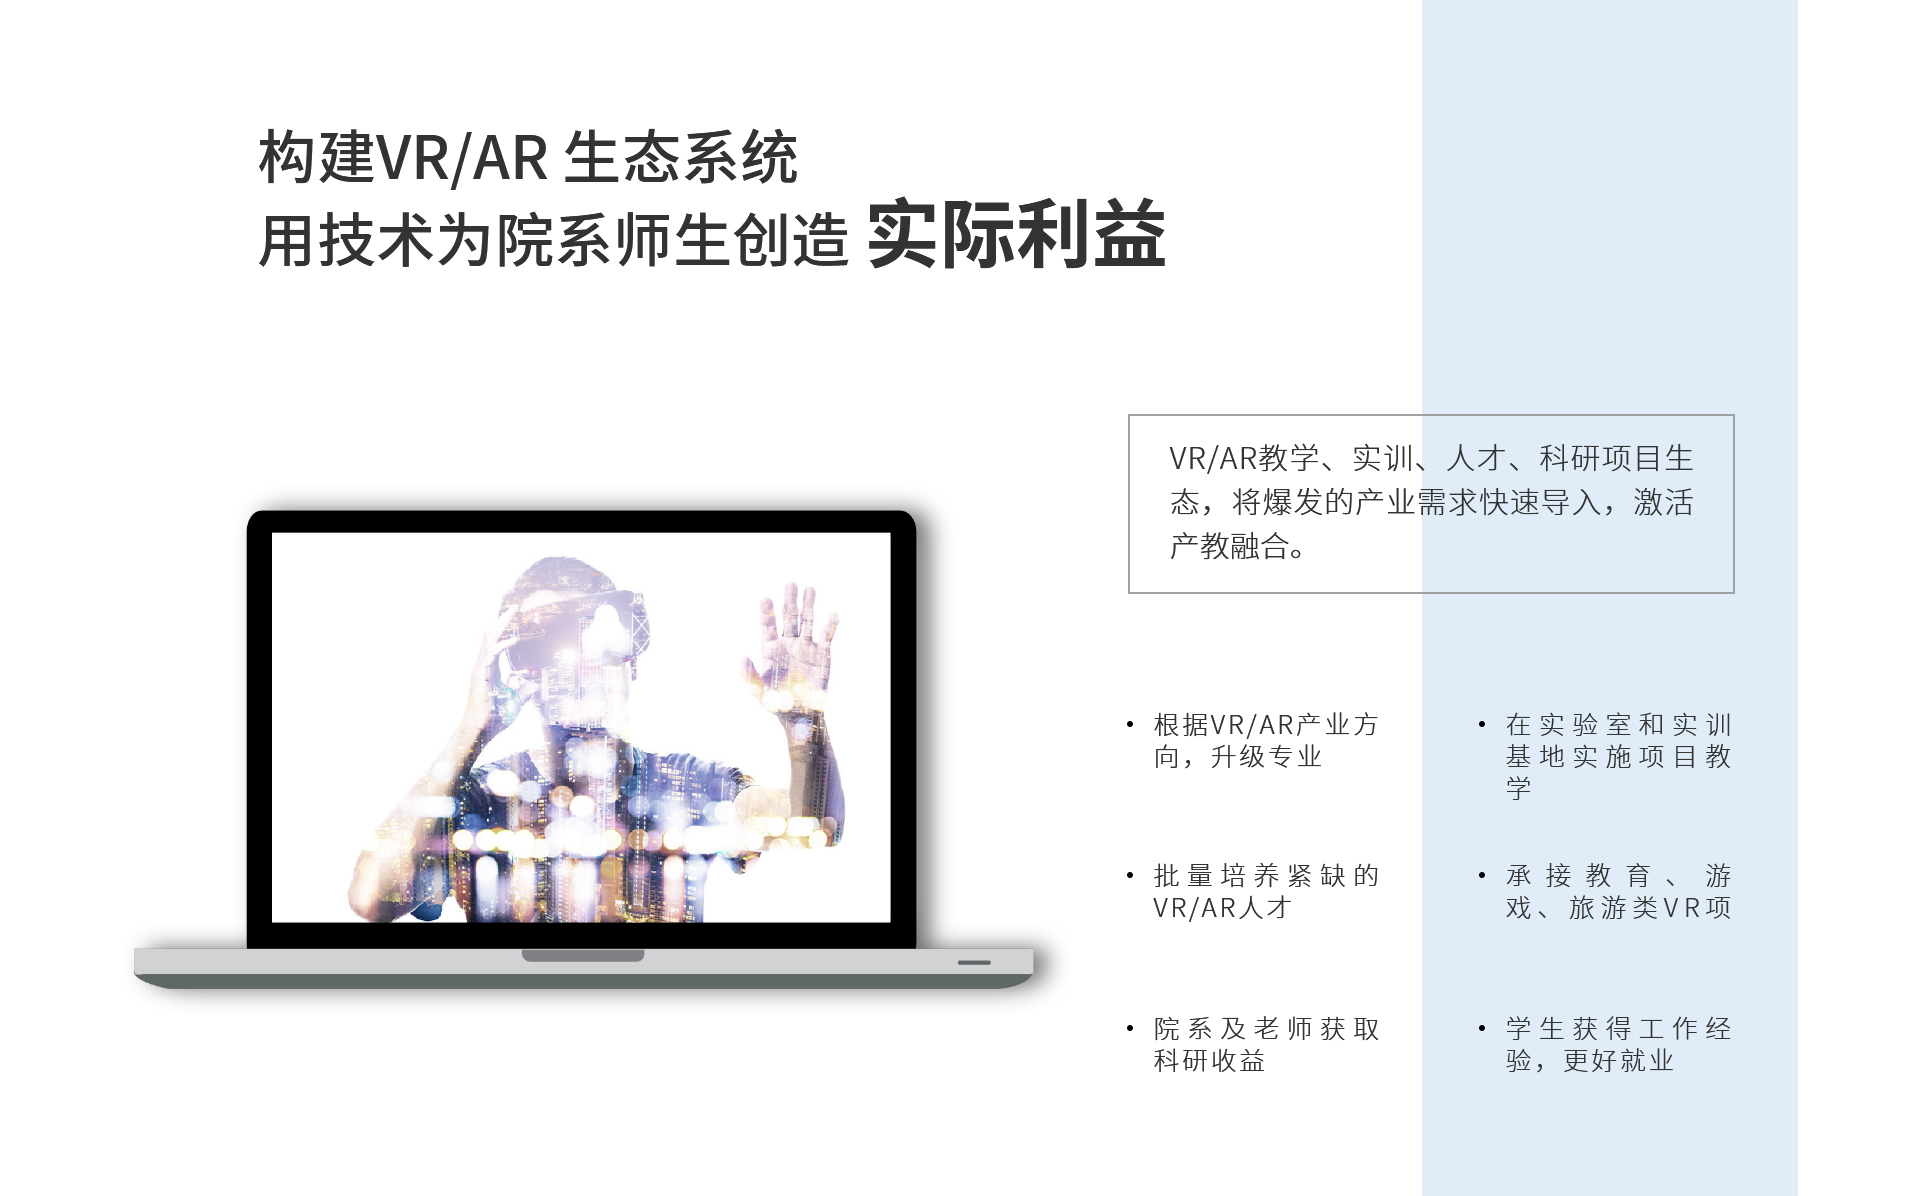 构建VR/AR 生态系统
用技术为院系师生创造 实际利益
VR/AR教学、实训、人才、科研项目生
态，将爆发的产业需求快速导入，激活
产教融合。
• 根据VR/AR产业方
向，升级专业
• 在实验室和实训
基地实施项目教
学
• 批量培养紧缺的
VR/AR人才
• 承接教育、游
戏、旅游类VR项
• 院系及老师获取
科研收益
• 学生获得工作经
验，更好就业